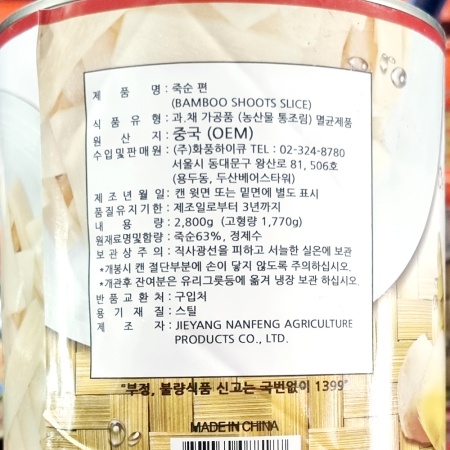 제 품 명 : 죽순 편
(BAMBOO SHOOTS SLICE)
식 품 유 형 : 과.채 가공품 (농산물 통조림) 멸균제품
원 산 지 : 중국 (OEM)
수입및판매원 : (주)화풍하이큐 TEL : 02-324-8780
서울시 동대문구 왕산로 81, 506호
(용두동, 두산베어스타워)
제 조 년 월 일 : 캔 윗면 또는 밑면에 별도 표시
품질유지기한 : 제조일로부터 3년까지
내 용 량 : 2,800g (고형량 1,770g)
원재료명및함량 : 죽순63%, 정제수
보 관 상 주 의 : 직사광선을 피하고 서늘한 실온에 보관
*개봉시 캔 절단부분에 손이 닿지 않도록 주의하십시오.
*개관후 잔여분은 유리그릇등에 옮겨 냉장 보관 하십시오.
반 품 교 환 처 : 구입처
용 기 재 질 : 스틸
제 조 자 : JIEYANG NANFENG AGRICULTURE
PRODUCTS CO., LTD.
"부정, 불량식품 신고는 국번없이 1399"
MADE IN CHINA